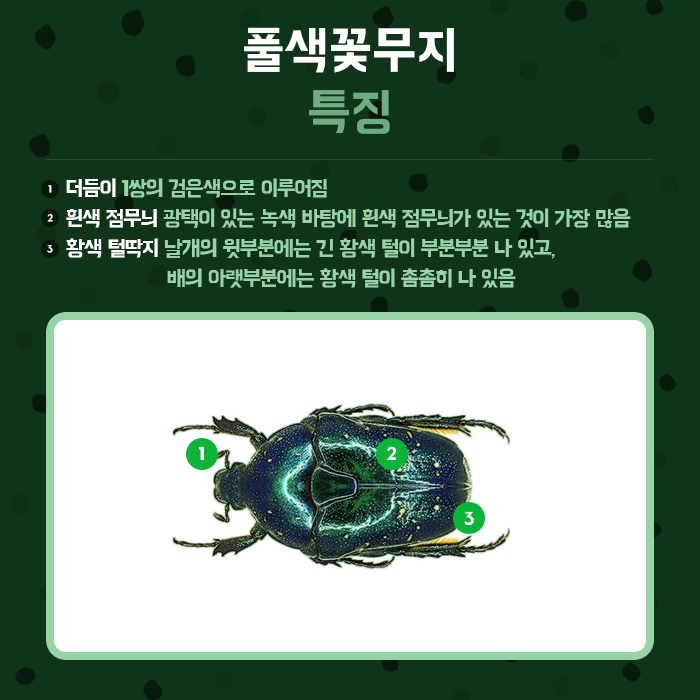 풀색꽃무지
특징
1 더듬이 1쌍의 검은색으로 이루어짐
2 흰색 점무늬 광택이 있는 녹색 바탕에 흰색 점무늬가 있는 것이 가장 많음
3 황색 털딱지 날개의 윗부분에는 긴 황색 털이 부분부분 나 있고,
배의 아랫부분에는 황색 털이 촘촘히 나 있음
1
2
3